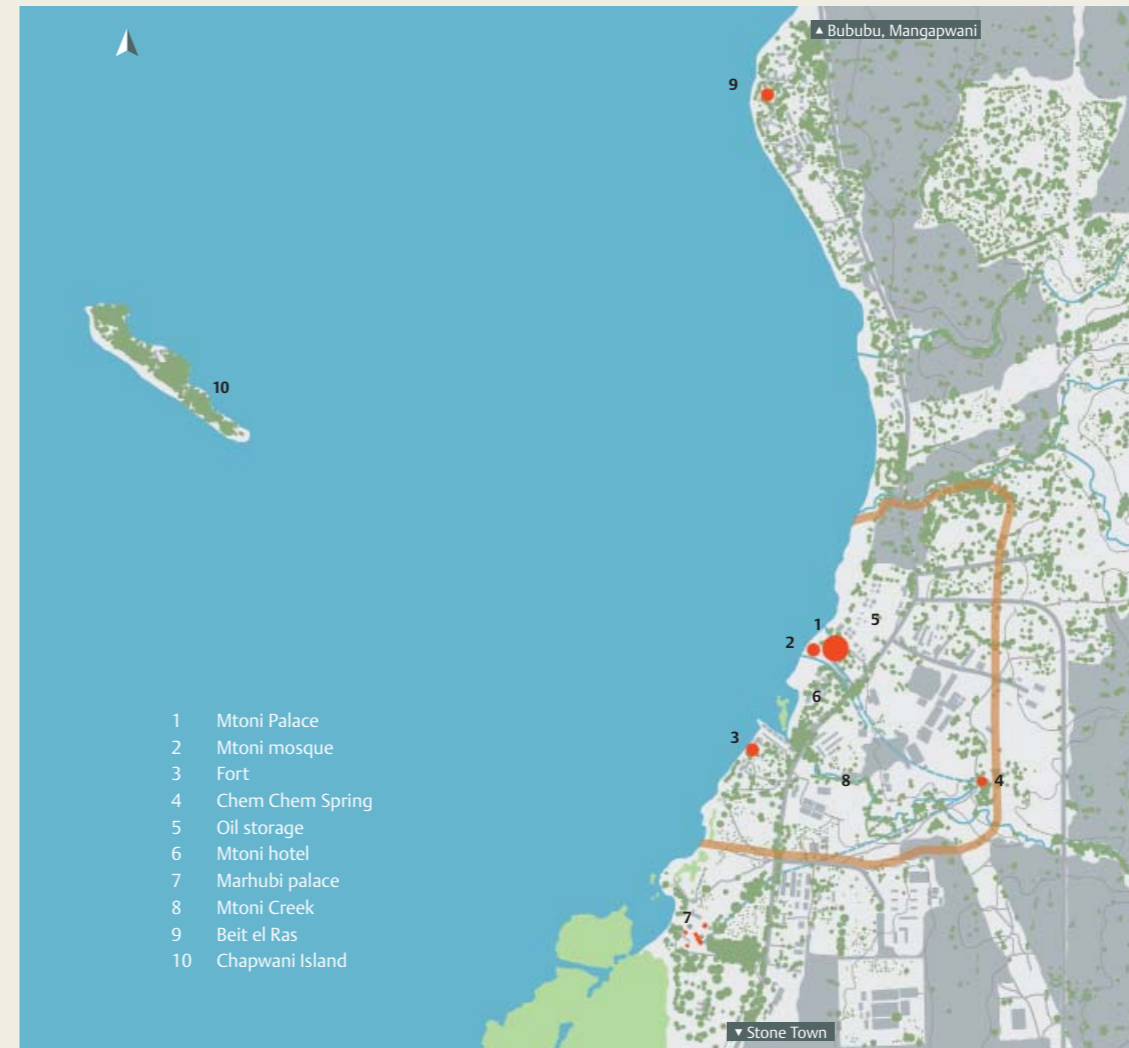 ▲ Bububu, Mangapwani
9
10
1
5
2
6
3
8
4
7
1 Mtoni Palace
2 Mtoni mosque
3 Fort
4 Chem Chem Spring
5 Oil storage
6 Mtoni hotel
7 Marhubi palace
8 Mtoni Creek
9 Beit el Ras
10 Chapwani Island
▼ Stone Town